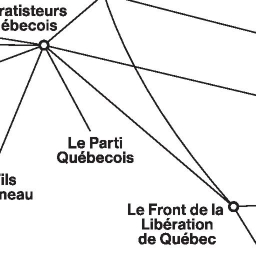 ratisteurs
ébecois
Le Parti
Québecois
ils
neau
Le Front de la
Libération
de Québec